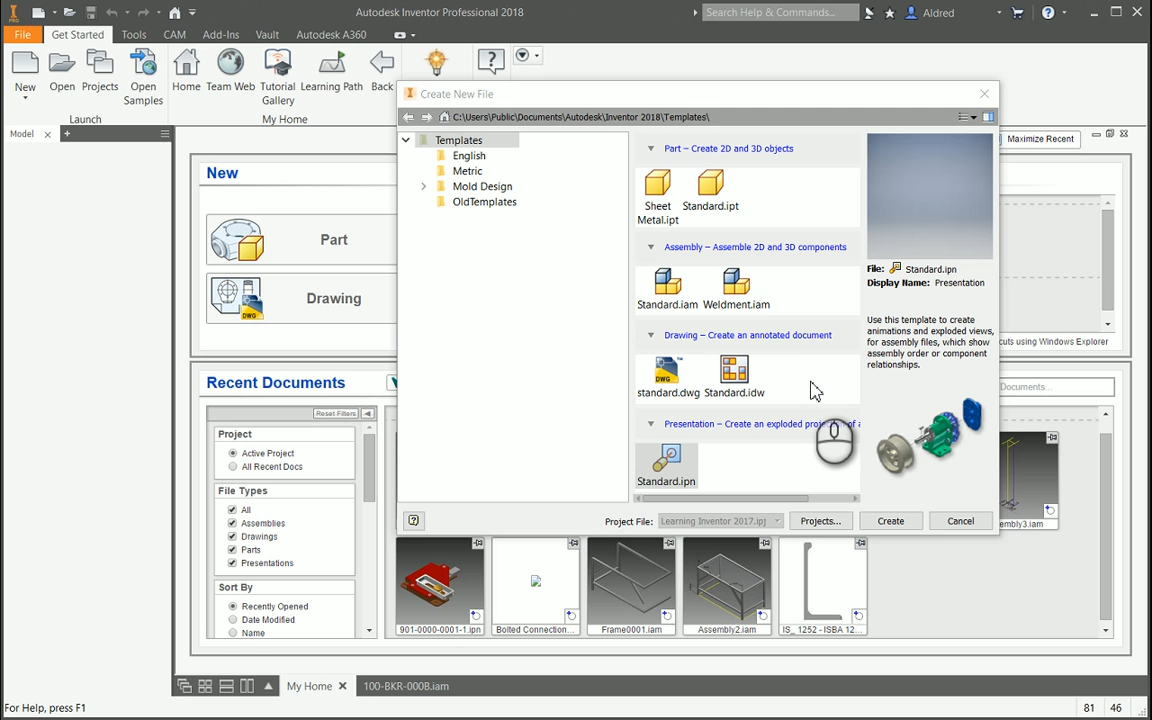 PRO
Autodesk Inventor Professional 2018
Search Help & Commands...
Aldred
File
Get Started
Tools
CAM
Add-Ins
Vault
Autodesk A360
New
Open
Projects
Open Samples
Home
Team Web
Tutorial Gallery
Learning Path
Back
Launch
My Home
Create New File
C:\Users\Public\Documents\Autodesk\Inventor 2018\Templates\
Model
Maximize Recent
Templates
English
Metric
Mold Design
OldTemplates
Part – Create 2D and 3D objects
Sheet Metal.ipt
Standard.ipt
Assembly – Assemble 2D and 3D components
Standard.iam
Weldment.iam
Drawing – Create an annotated document
DWG
standard.dwg
Standard.idw
Presentation – Create an exploded proje
n of a
Standard.ipn
File: Standard.ipn
Display Name: Presentation
Use this template to create
animations and exploded views,
for assembly files, which show
assembly order or component
relationships.
Project File:
Learning Inventor 2017.ipj
Projects...
Create
Cancel
New
Part
Drawing
DWG
cuts using Windows Explorer
Recent Documents
Documents...
Reset Filters
Project
Active Project
All Recent Docs
File Types
All
Assemblies
Drawings
Parts
Presentations
Sort By
Recently Opened
Date Modified
Name
embly3.iam
901-0000-0001-1.ipn
Bolted Connection...
Frame0001.iam
Assembly2.iam
IS_ 1252 - ISBA 12...
My Home
100-BKR-000B.iam
For Help, press F1
81
46